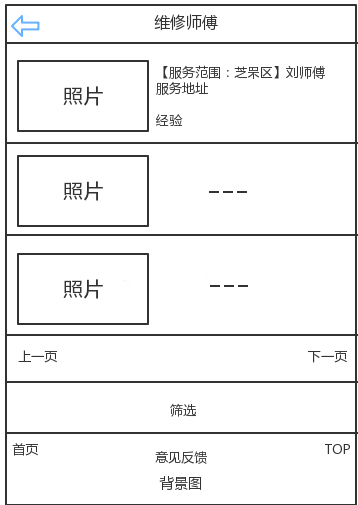 维修师傅
照片
【服务范围：芝罘区】刘师傅
服务地址
经验
照片
---
照片
---
上一页
下一页
筛选
首页
意见反馈
TOP
背景图